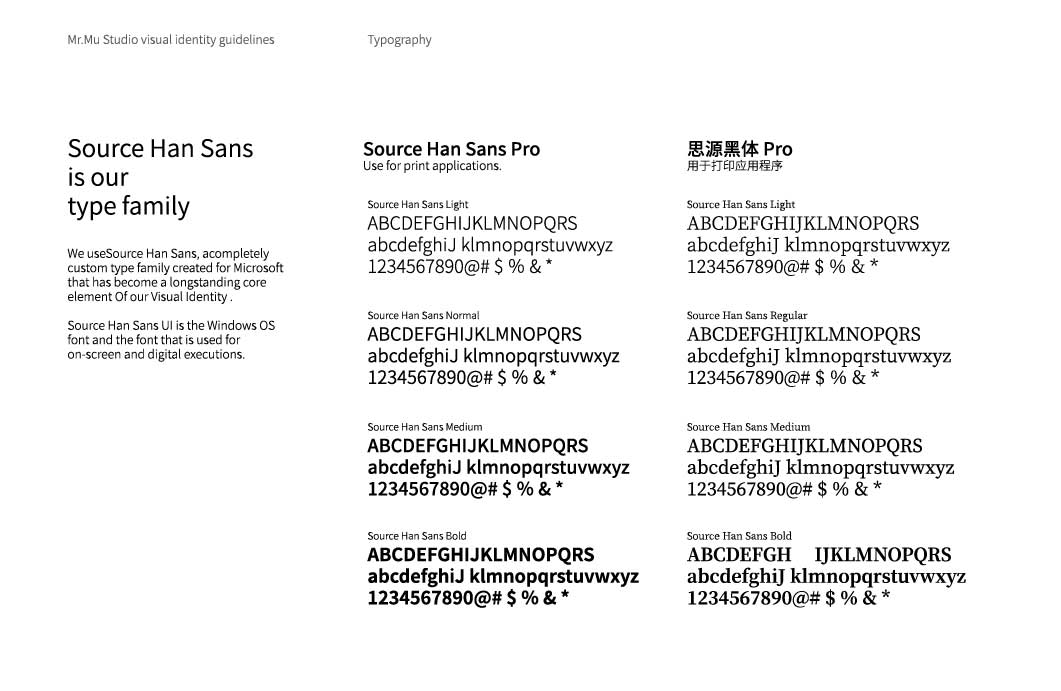 Mr.Mu Studio visual identity guidelines
Typography
Source Han Sans
is our
type family
We useSource Han Sans, acompletely
custom type family created for Microsoft
that has become a longstanding core
element Of our Visual Identity .
Source Han Sans UI is the Windows OS
font and the font that is used for
on-screen and digital executions.
Source Han Sans Pro
Use for print applications.
Source Han Sans Light
ABCDEFGHIJKLMNOPQRS
abcdefghiJ klmnopqrstuvwxyz
1234567890@# $ % & *
Source Han Sans Normal
ABCDEFGHIJKLMNOPQRS
abcdefghiJ klmnopqrstuvwxyz
1234567890@# $ % & *
Source Han Sans Medium
ABCDEFGHIJKLMNOPQRS
abcdefghiJ klmnopqrstuvwxyz
1234567890@# $ % & *
Source Han Sans Bold
ABCDEFGHIJKLMNOPQRS
abcdefghiJ klmnopqrstuvwxyz
1234567890@# $ % & *
思源黑体 Pro
用于打印应用程序
Source Han Sans Light
ABCDEFGHIJKLMNOPQRS
abcdefghiJ klmnopqrstuvwxyz
1234567890@# $ % & *
Source Han Sans Regular
ABCDEFGHIJKLMNOPQRS
abcdefghiJ klmnopqrstuvwxyz
1234567890@# $ % & *
Source Han Sans Medium
ABCDEFGHIJKLMNOPQRS
abcdefghiJ klmnopqrstuvwxyz
1234567890@# $ % & *
Source Han Sans Bold
ABCDEFGH IJKLMNOPQRS
abcdefghiJ klmnopqrstuvwxyz
1234567890@# $ % & *